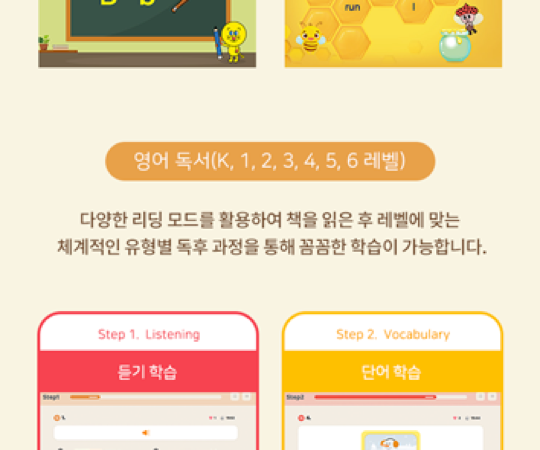 B b
run
영어 독서(K, 1, 2, 3, 4, 5, 6 레벨)
다양한 리딩 모드를 활용하여 책을 읽은 후 레벨에 맞는
체계적인 유형별 독후 과정을 통해 꼼꼼한 학습이 가능합니다.
Step 1. Listening
Step 2. Vocabulary
듣기 학습
단어 학습
Step1
Step2